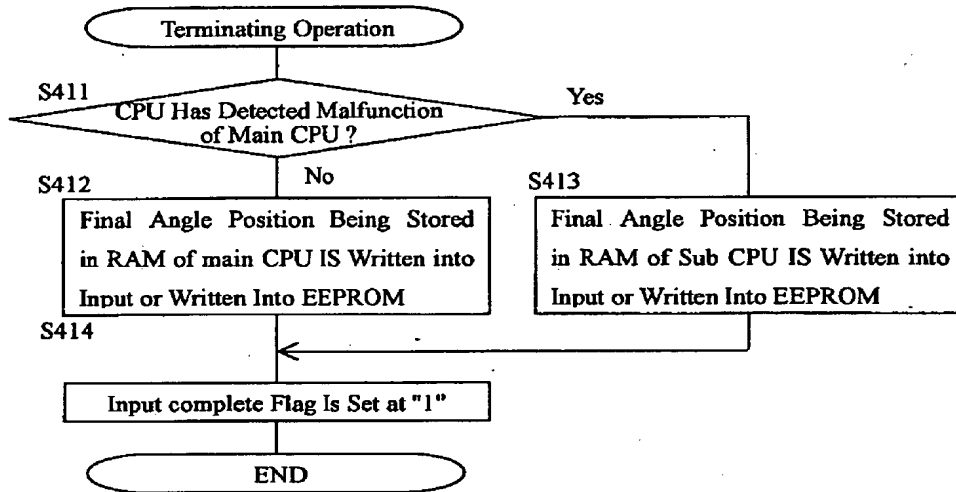 Terminating Operation
S411
CPU Has Detected Malfunction
of Main CPU ?
Yes
No
S412
Final Angle Position Being Stored
in RAM of main CPU IS Written into
Input or Written Into EEPROM
S413
Final Angle Position Being Stored
in RAM of Sub CPU IS Written into
Input or Written Into EEPROM
S414
Input complete Flag Is Set at "1"
END